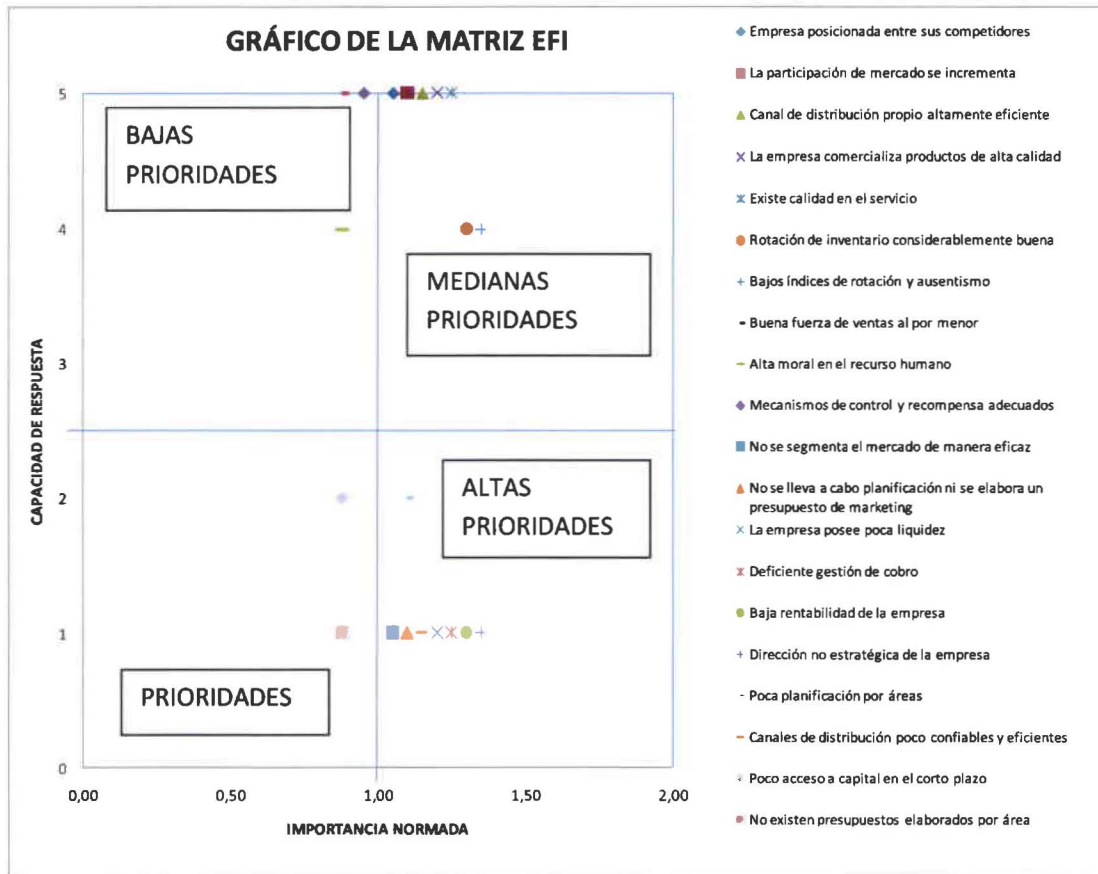 GRÁFICO DE LA MATRIZ EFI
5
4
3
2
1
0
CAPACIDAD DE RESPUESTA
BAJAS
PRIORIDADES
MEDIANAS
PRIORIDADES
ALTAS
PRIORIDADES
PRIORIDADES
0,00
0,50
1,00
1,50
2,00
IMPORTANCIA NORMADA
Empresa posicionada entre sus competidores
La participación de mercado se incrementa
Canal de distribución propio altamente eficiente
La empresa comercializa productos de alta calidad
Existe calidad en el servicio
Rotación de inventario considerablemente buena
Bajos índices de rotación y ausentismo
Buena fuerza de ventas al por menor
Alta moral en el recurso humano
Mecanismos de control y recompensa adecuados
No se segmenta el mercado de manera eficaz
No se lleva a cabo planificación ni se elabora un
presupuesto de marketing
La empresa posee poca liquidez
Deficiente gestión de cobro
Baja rentabilidad de la empresa
Dirección no estratégica de la empresa
Poca planificación por áreas
Canales de distribución poco confiables y eficientes
Poco acceso a capital en el corto plazo
No existen presupuestos elaborados por área